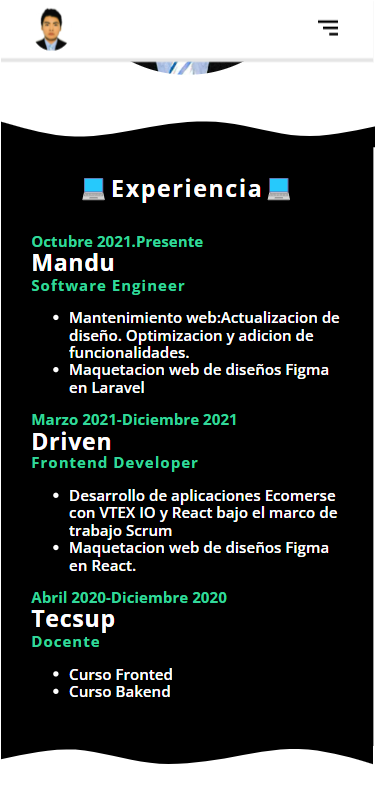 Experiencia
Octubre 2021.Presente
Mandu
Software Engineer
Mantenimiento web:Actualizacion de
diseño. Optimizacion y adicion de
funcionalidades.
Maquetacion web de diseños Figma
en Laravel
Marzo 2021-Diciembre 2021
Driven
Frontend Developer
Desarrollo de aplicaciones Ecomerse
con VTEX IO y React bajo el marco de
trabajo Scrum
Maquetacion web de diseños Figma
en React.
Abril 2020-Diciembre 2020
Tecsup
Docente
Curso Fronted
Curso Bakend